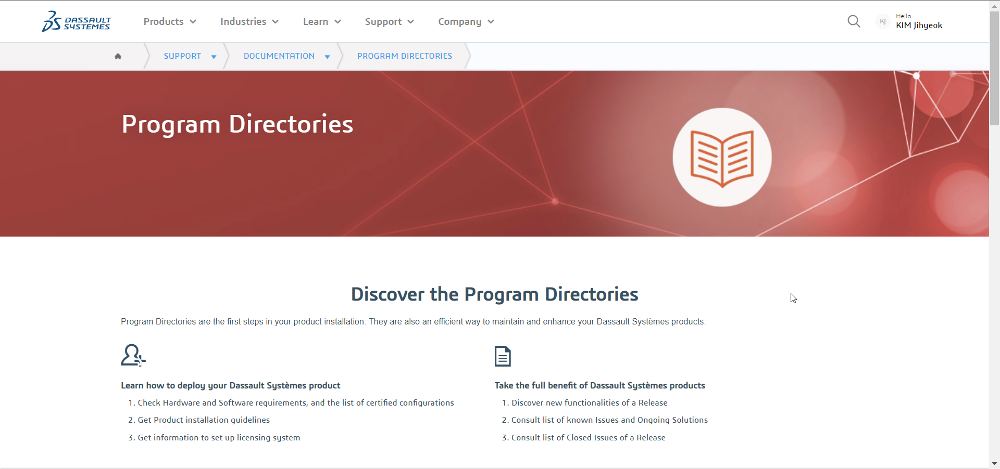 DASSAULT SYSTEMES
Products
Industries
Learn
Support
Company
KJ
Hello
KIM Jihyeok
SUPPORT
DOCUMENTATION
PROGRAM DIRECTORIES
Program Directories
Discover the Program Directories
Program Directories are the first steps in your product installation. They are also an efficient way to maintain and enhance your Dassault Systèmes products.
Learn how to deploy your Dassault Systèmes product
1. Check Hardware and Software requirements, and the list of certified configurations
2. Get Product installation guidelines
3. Get information to set up licensing system
Take the full benefit of Dassault Systèmes products
1. Discover new functionalities of a Release
2. Consult list of known Issues and Ongoing Solutions
3. Consult list of Closed Issues of a Release